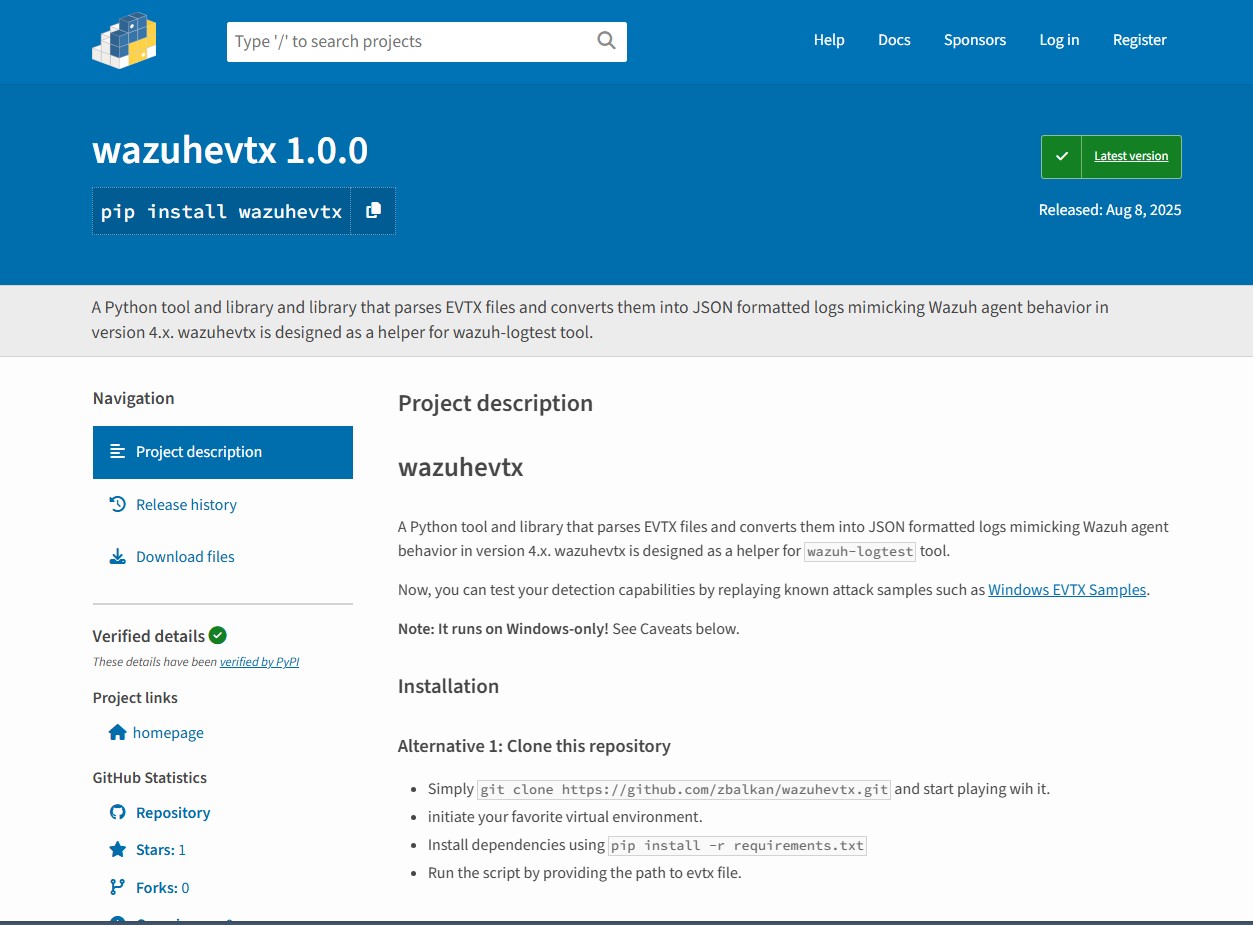 Type '/' to search projects
Help Docs Sponsors Log in Register
wazuhevtx 1.0.0
pip install wazuhevtx
Latest version
Released: Aug 8, 2025
A Python tool and library and library that parses EVTX files and converts them into JSON formatted logs mimicking Wazuh agent behavior in
version 4.x. wazuhevtx is designed as a helper for wazuh-logtest tool.
Navigation
Project description
Release history
Download files
Verified details
These details have been verified by PyPI
Project links
homepage
GitHub Statistics
Repository
Stars: 1
Forks: 0
Project description
wazuhevtx
A Python tool and library that parses EVTX files and converts them into JSON formatted logs mimicking Wazuh agent
behavior in version 4.x. wazuhevtx is designed as a helper for wazuh-logtest tool.
Now, you can test your detection capabilities by replaying known attack samples such as Windows EVTX Samples.
Note: It runs on Windows-only! See Caveats below.
Installation
Alternative 1: Clone this repository
Simply git clone https://github.com/zbalkan/wazuhevtx.git and start playing wih it.
initiate your favorite virtual environment.
Install dependencies using pip install -r requirements.txt
Run the script by providing the path to evtx file.